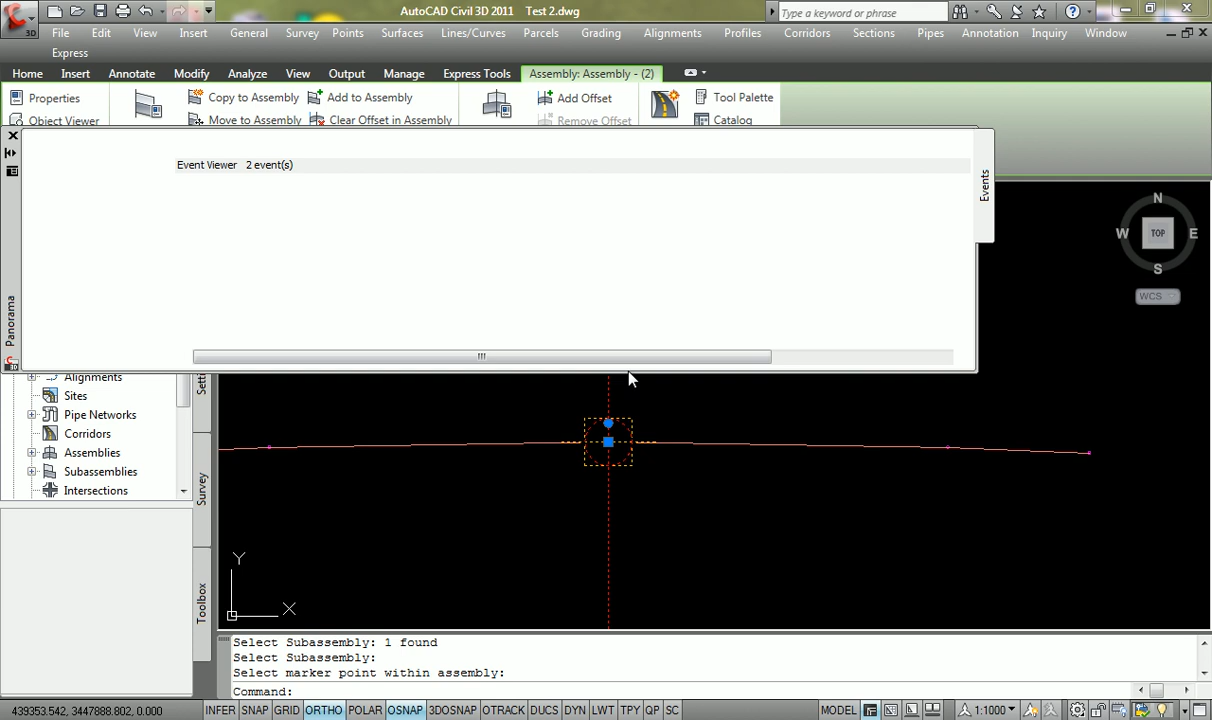 AutoCAD Civil 3D 2011 Test 2.dwg
Type a keyword or phrase
3D
File Edit View Insert General Survey Points Surfaces Lines/Curves Parcels Grading Alignments Profiles Corridors Sections Pipes Annotation Inquiry Window
Express
Home Insert Annotate Modify Analyze View Output Manage Express Tools Assembly: Assembly - (2)
Properties Copy to Assembly Add to Assembly Add Offset Tool Palette
Object Viewer Move to Assembly Clear Offset in Assembly Remove Offset Catalog
Event Viewer 2 event(s)
Events
Panorama
N
W TOP E
S
WCS
Alignments
Sites
Pipe Networks
Corridors
Assemblies
Subassemblies
Intersections
Survey
Toolbox
Y
X
Select Subassembly: 1 found
Select Subassembly:
Select marker point within assembly:
Command:
439353.542, 3447888.802, 0.000 INFER SNAP GRID ORTHO POLAR OSNAP 3DOSNAP OTRACK DUCS DYN LWT TPY QP SC MODEL 1:1000